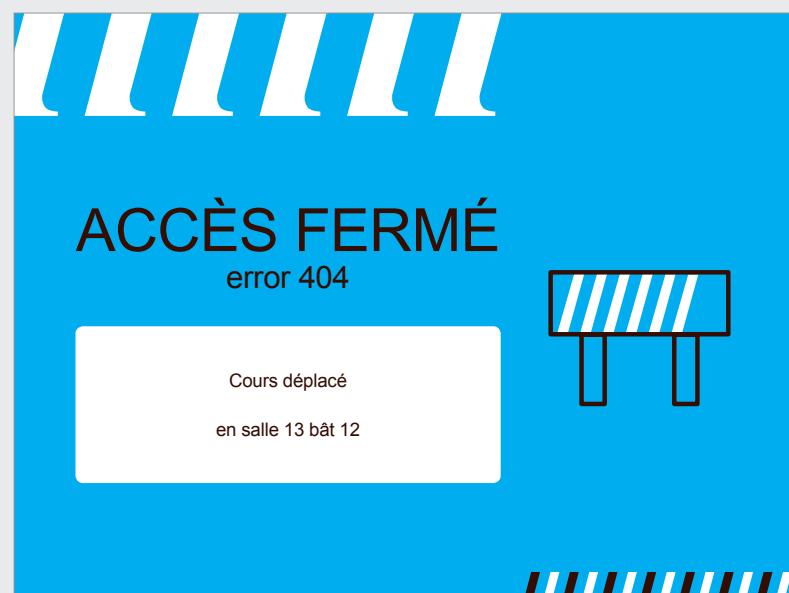 ACCÈS FERMÉ
error 404
Cours déplacé
en salle 13 bât 12